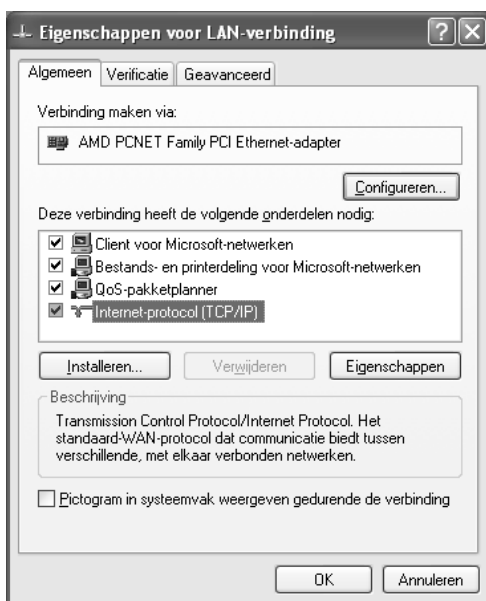 Eigenschappen voor LAN-verbinding
Algemeen Verificatie Geavanceerd
Verbinding maken via:
AMD PCNET Family PCI Ethernet-adapter
Configureren...
Deze verbinding heeft de volgende onderdelen nodig:
Client voor Microsoft-netwerken
Bestands- en printerdeling voor Microsoft-netwerken
QoS-pakketplanner
Internet-protocol (TCP/IP)
Installeren... Verwijderen Eigenschappen
Beschrijving
Transmission Control Protocol/Internet Protocol. Het
standaard-WAN-protocol dat communicatie biedt tussen
verschillende, met elkaar verbonden netwerken.
Pictogram in systeemvak weergeven gedurende de verbinding
OK Annuleren